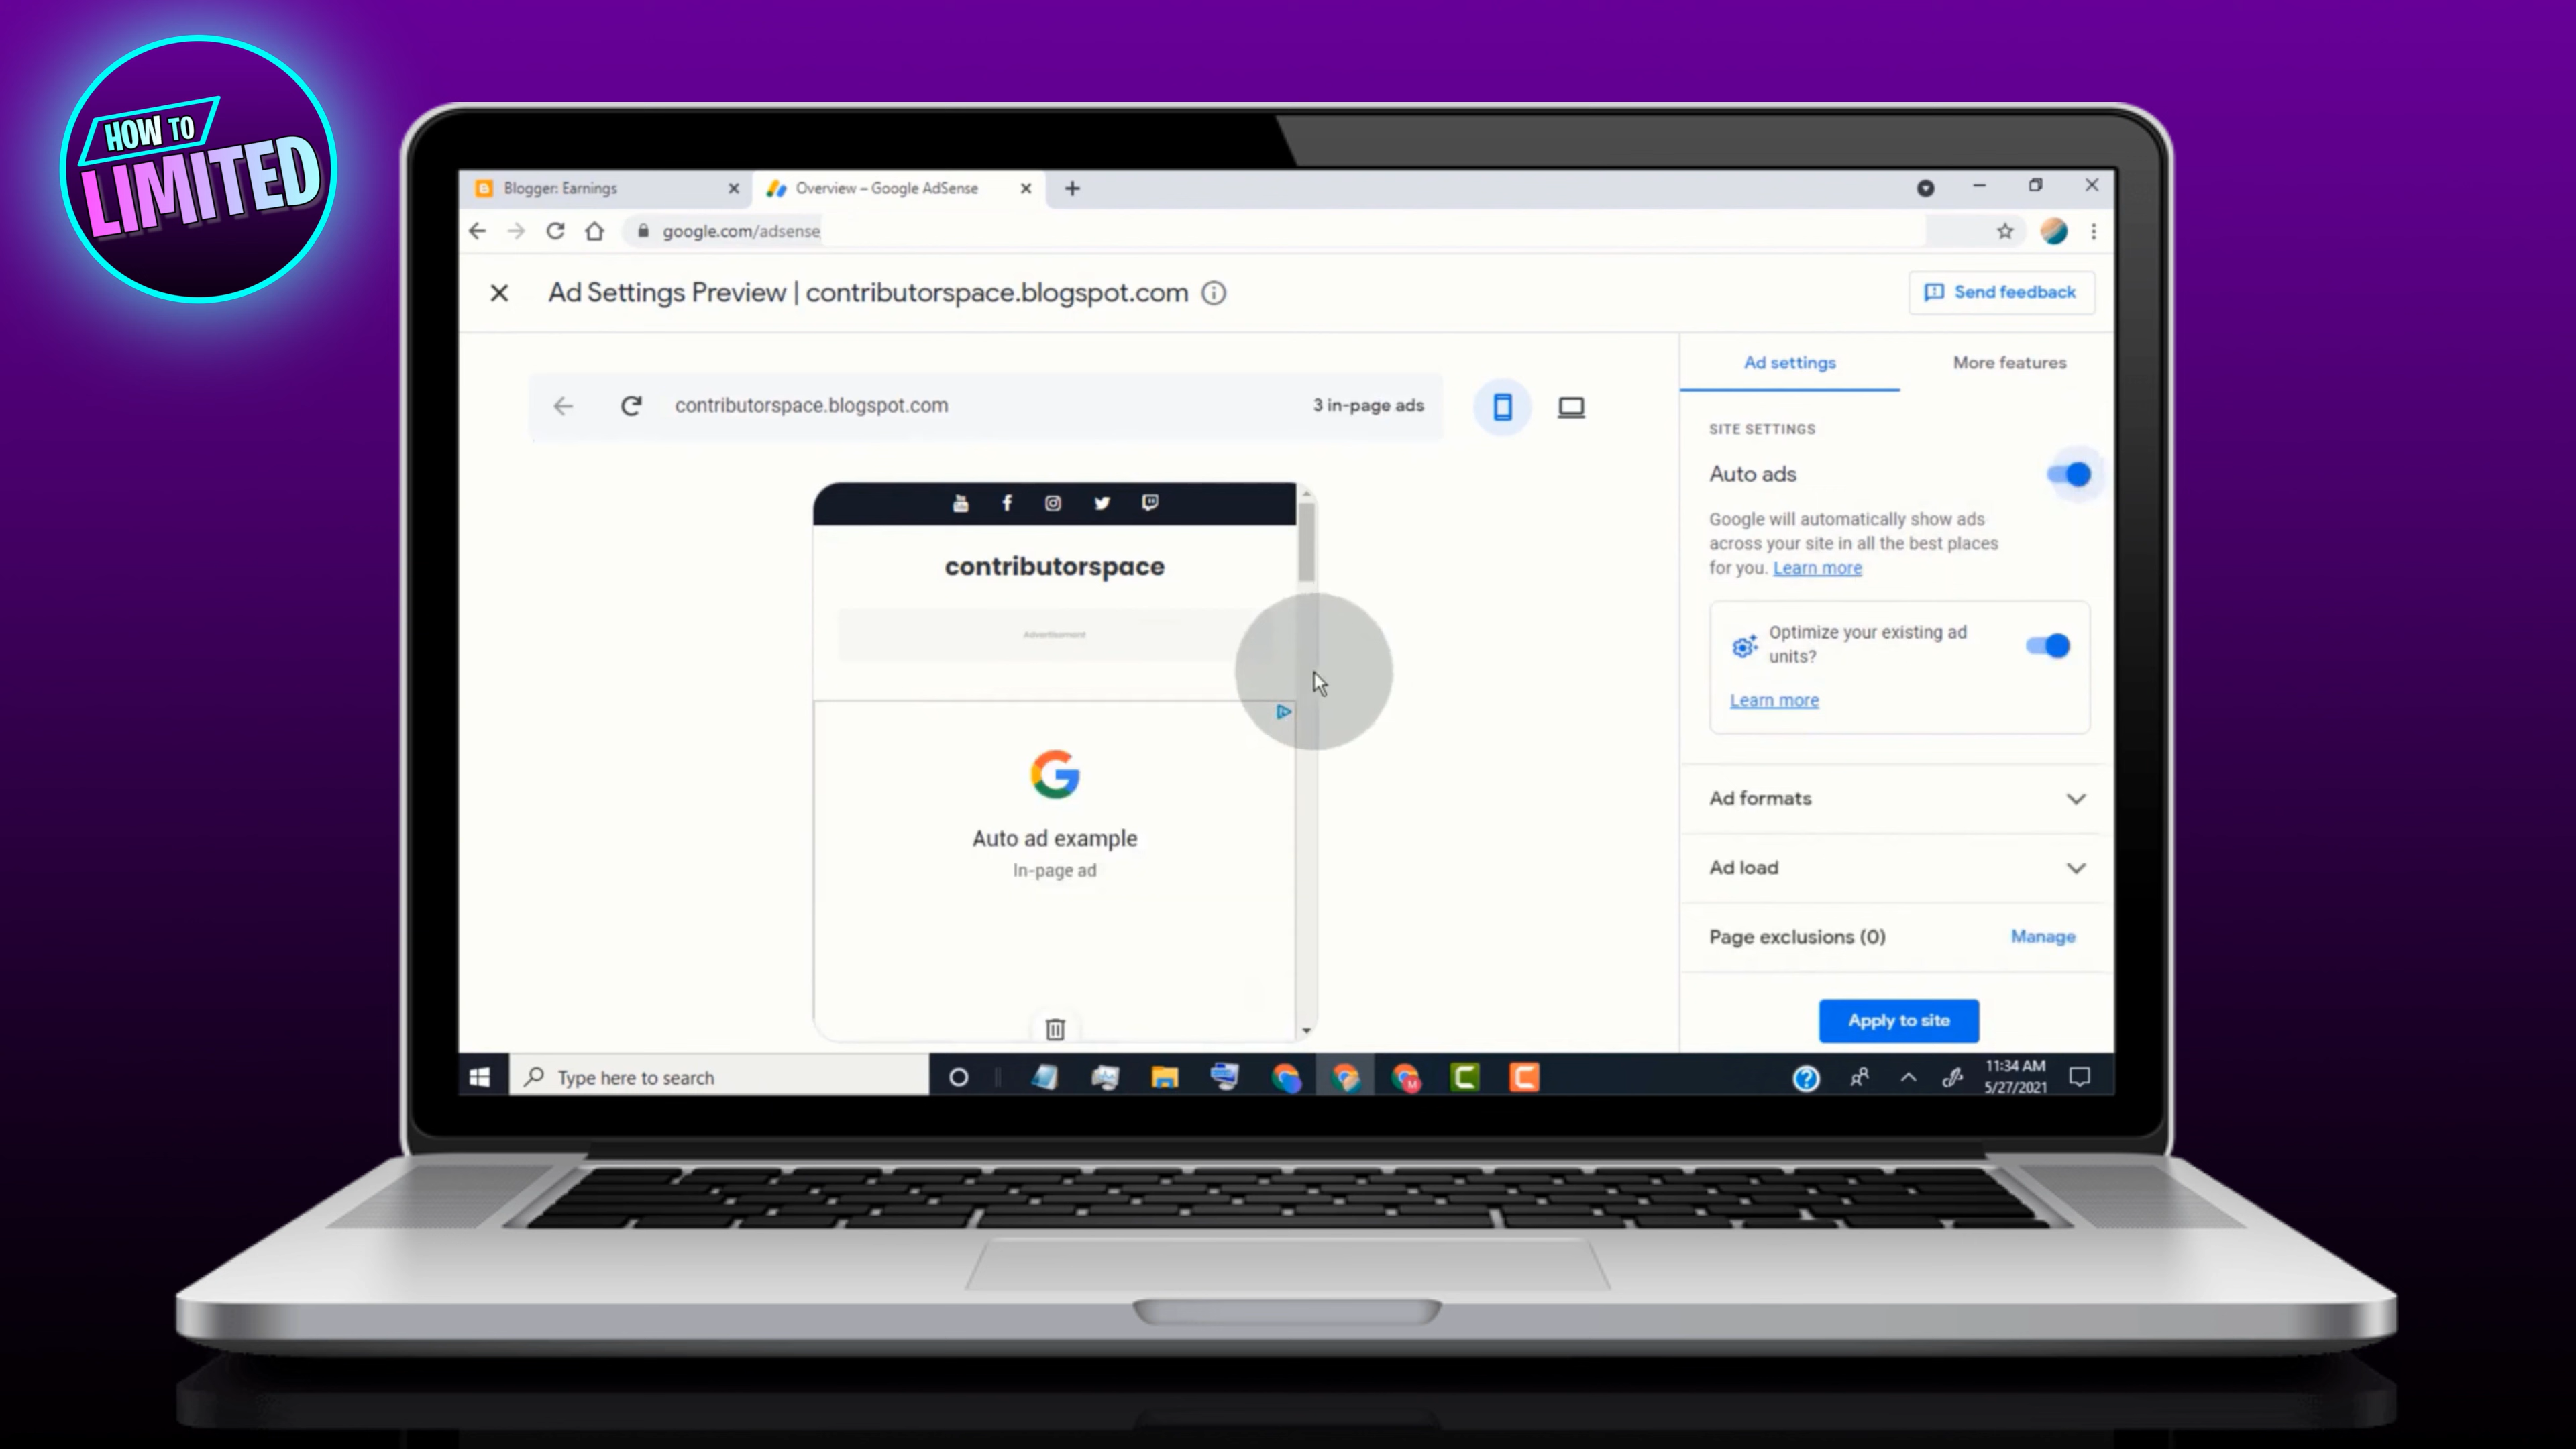 HOW TO
LIMITED
Blogger: Earnings
Overview – Google AdSense
google.com/adsense
Ad Settings Preview | contributorspace.blogspot.com
Send feedback
contributorspace.blogspot.com
3 in-page ads
Ad settings
More features
SITE SETTINGS
Auto ads
Google will automatically show ads
across your site in all the best places
for you. Learn more
Optimize your existing ad
units?
Learn more
Ad formats
Ad load
Page exclusions (0)
Manage
Apply to site
contributorspace
Advertisement
Auto ad example
In-page ad
Type here to search
11:34 AM
5/27/2021